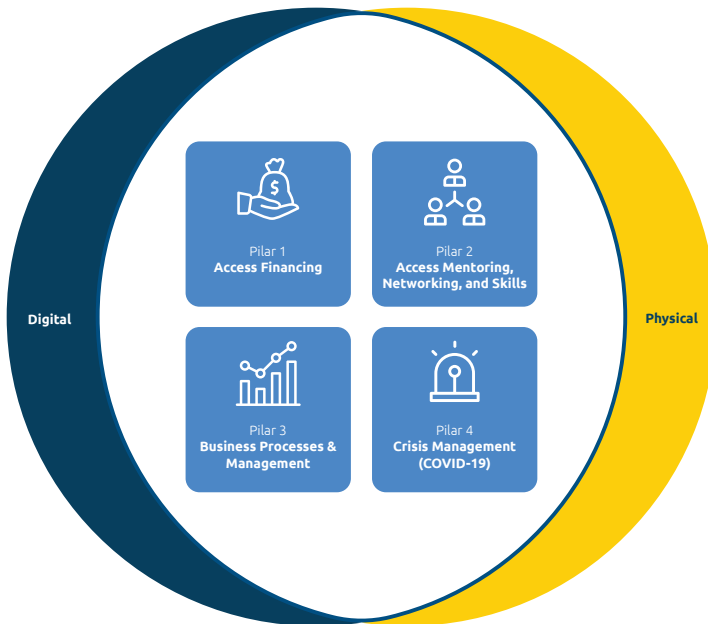 $
Pilar 1
Access Financing
$
Pilar 2
Access Mentoring,
Networking, and Skills
Digital
Physical
Pilar 3
Business Processes &
Management
Pilar 4
Crisis Management
(COVID-19)